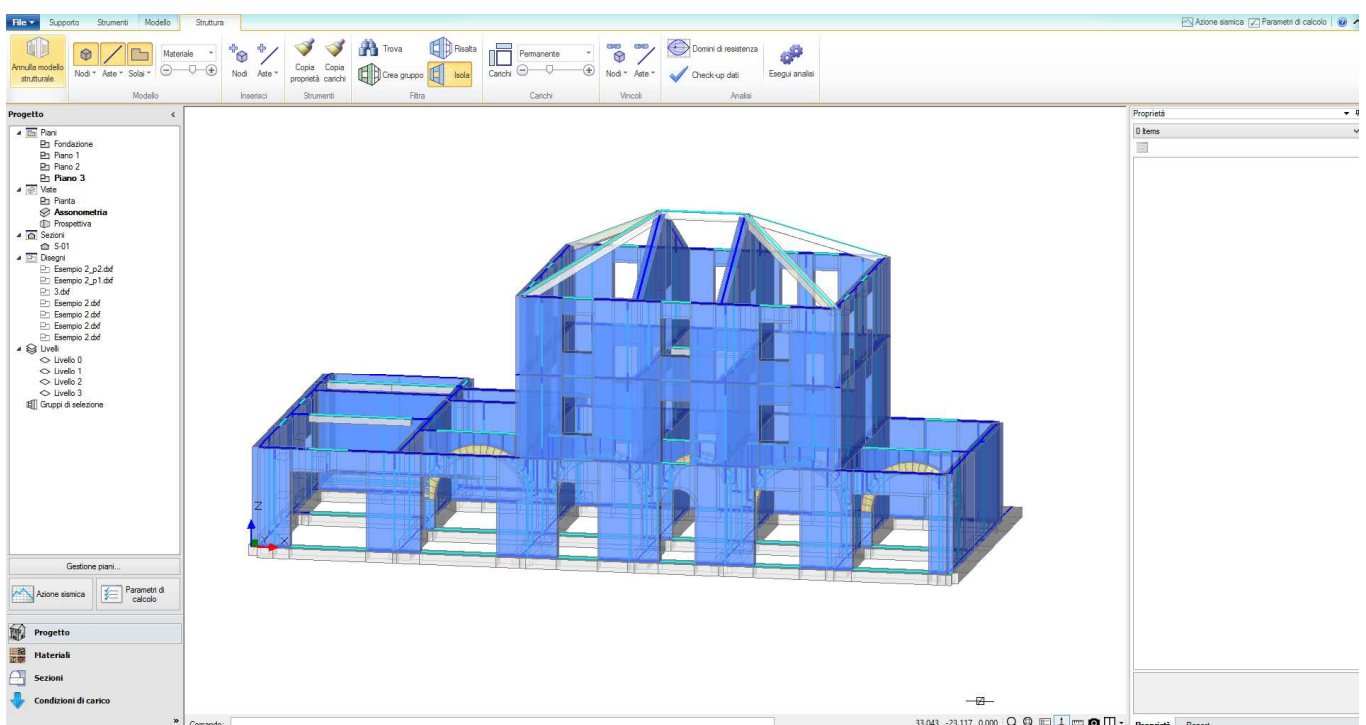 File Supporto Strumenti Modello Struttura Azione sismica Parametri di calcolo
Annulla modello strutturale
Nodi Aste Solai
Materiale
Modello
Nodi Aste
Inserisci
Copia proprietà
Copia carichi
Strumenti
Trova
Crea gruppo
Risalta
Isola
Filtra
Carichi
Permanente
Carichi
Nodi Aste
Vincoli
Domini di resistenza
Check-up dati
Esegui analisi
Analisi
Progetto
Piani
Fondazione
Piano 1
Piano 2
Piano 3
Viste
Pianta
Assonometria
Prospettiva
Sezioni
S-01
Disegni
Esempio 2_p2.dxf
Esempio 2_p1.dxf
3.dxf
Esempio 2.dxf
Esempio 2.dxf
Esempio 2.dxf
Esempio 2.dxf
Livelli
Livello 0
Livello 1
Livello 2
Livello 3
Gruppi di selezione
Gestione piani...
Azione sismica
Parametri di calcolo
Progetto
Materiali
Sezioni
Condizioni di carico
Z
Y
X
Comando:
33.043, -23.117, 0.000
Proprietà
0 Items
Proprietà Report